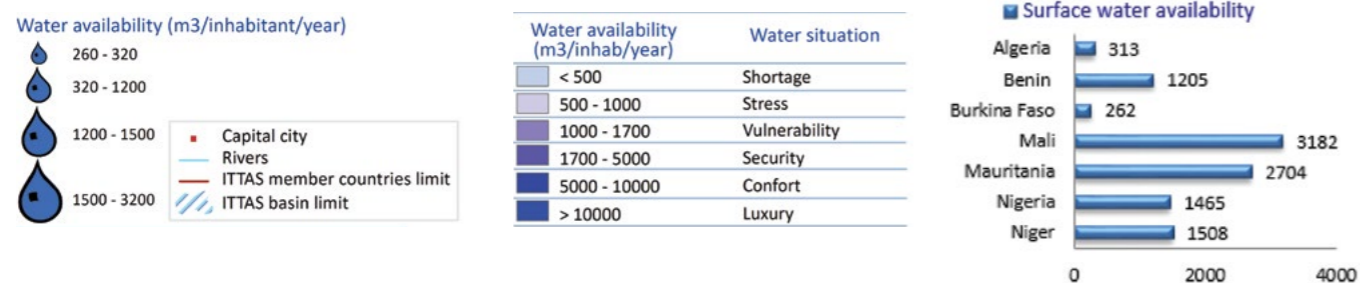 Water availability (m3/inhabitant/year)
260 - 320
320 - 1200
1200 - 1500
1500 - 3200
Capital city
Rivers
ITTAS member countries limit
ITTAS basin limit
Water availability (m3/inhab/year) Water situation
< 500 Shortage
500 - 1000 Stress
1000 - 1700 Vulnerability
1700 - 5000 Security
5000 - 10000 Confort
> 10000 Luxury
Surface water availability
Algeria 313
Benin 1205
Burkina Faso 262
Mali 3182
Mauritania 2704
Nigeria 1465
Niger 1508
0 2000 4000